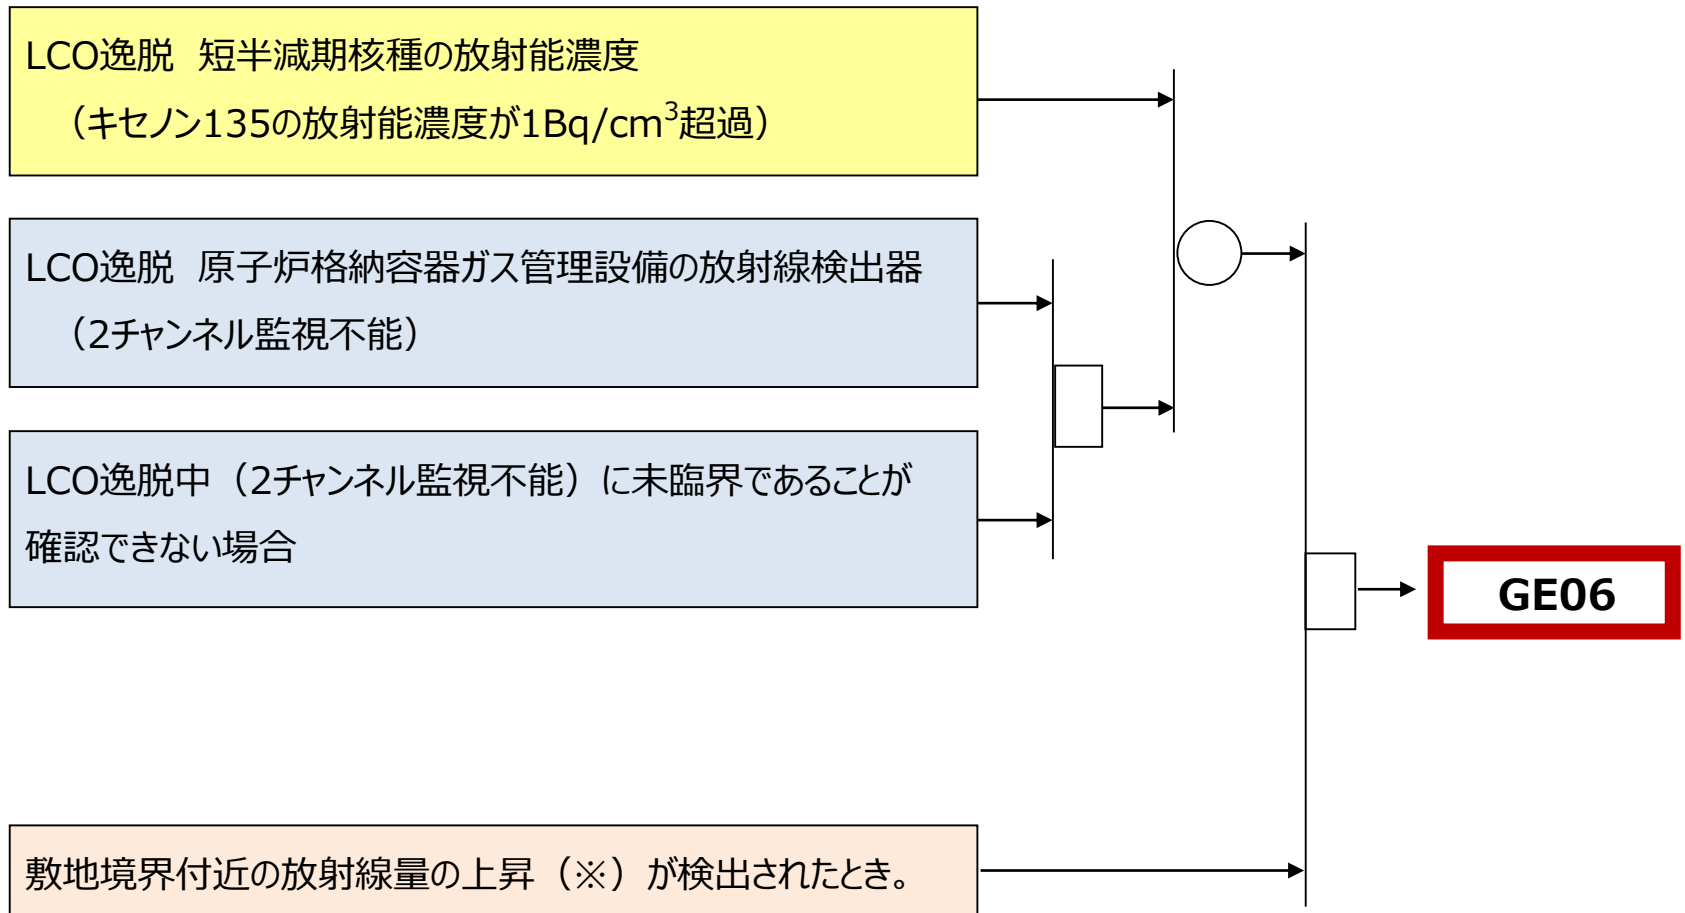 LCO逸脱　短半減期核種の放射能濃度
（キセノン135の放射能濃度が1Bq/cm³超過）
LCO逸脱　原子炉格納容器ガス管理設備の放射線検出器
（2チャンネル監視不能）
LCO逸脱中（2チャンネル監視不能）に未臨界であることが
確認できない場合
GE06
敷地境界付近の放射線量の上昇（※）が検出されたとき。